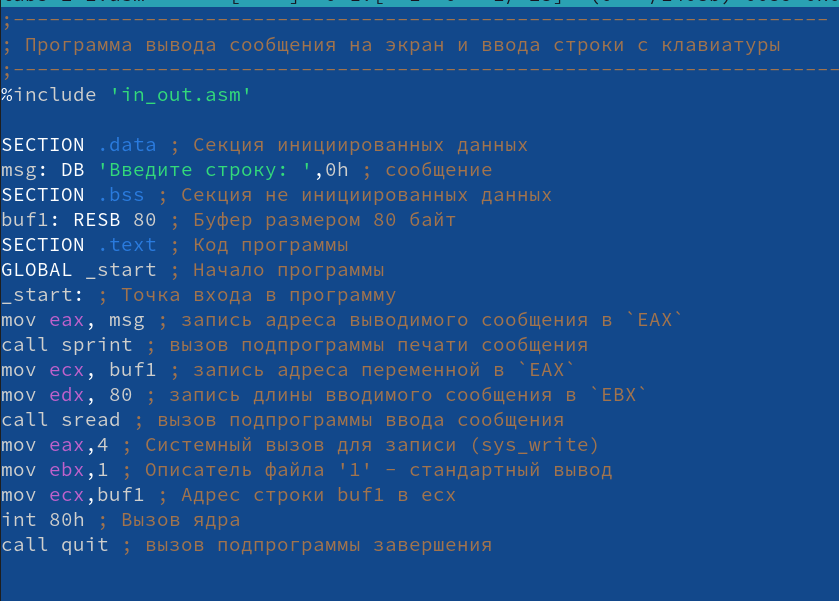 ;--------------------------------------------------------------------
; Программа вывода сообщения на экран и ввода строки с клавиатуры
;---------------------------------------------------------------------
%include 'in_out.asm'
SECTION .data ; Секция инициированных данных
msg: DB 'Введите строку: ',0h ; сообщение
SECTION .bss ; Секция не инициированных данных
buf1: RESB 80 ; Буфер размером 80 байт
SECTION .text ; Код программы
GLOBAL _start ; Начало программы
_start: ; Точка входа в программу
mov eax, msg ; запись адреса выводимого сообщения в `EAX`
call sprint ; вызов подпрограммы печати сообщения
mov ecx, buf1 ; запись адреса переменной в `EAX`
mov edx, 80 ; запись длины вводимого сообщения в `EBX`
call sread ; вызов подпрограммы ввода сообщения
mov eax,4 ; Системный вызов для записи (sys_write)
mov ebx,1 ; Описатель файла '1' - стандартный вывод
mov ecx,buf1 ; Адрес строки buf1 в ecx
int 80h ; Вызов ядра
call quit ; вызов подпрограммы завершения